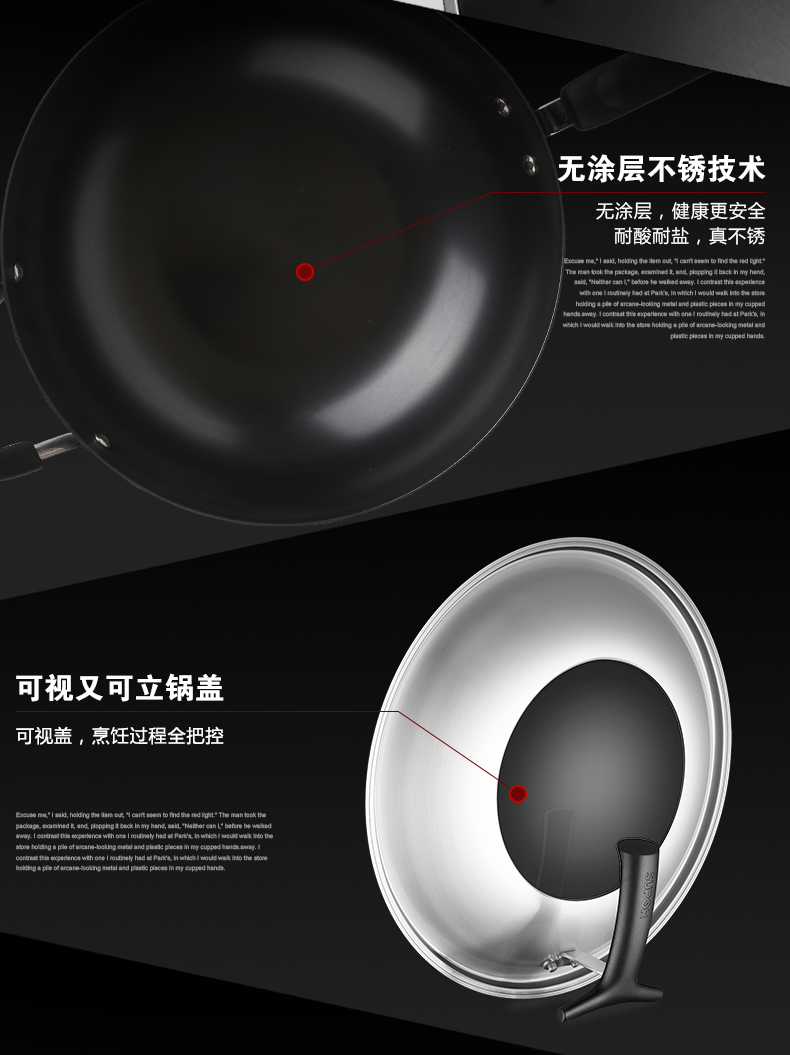 无涂层不锈技术
无涂层，健康更安全
耐酸耐盐，真不锈
Excuse me," I said, holding the item out, "I can't seem to find the red light."
The man took the package, examined it, and, plopping it back in my hand,
said, "Neither can I," before he walked away. I contrast this experience
with one I routinely had at Park's, in which I would walk into the store
holding a pile of arcane-looking metal and plastic pieces in my cupped
hands.away. I contrast this experience with one I routinely had at Park's, in
which I would walk into the store holding a pile of arcane-looking metal and
plastic pieces in my cupped hands.
可视又可立锅盖
可视盖，烹饪过程全把控
Excuse me," I said, holding the item out, "I can't seem to find the red light." The man took the
package, examined it, and, plopping it back in my hand, said, "Neither can I," before he walked
away. I contrast this experience with one I routinely had at Park's, in which I would walk into the
store holding a pile of arcane-looking metal and plastic pieces in my cupped hands.away. I
contrast this experience with one I routinely had at Park's, in which I would walk into the store
holding a pile of arcane-looking metal and plastic pieces in my cupped hands.
SUPOR